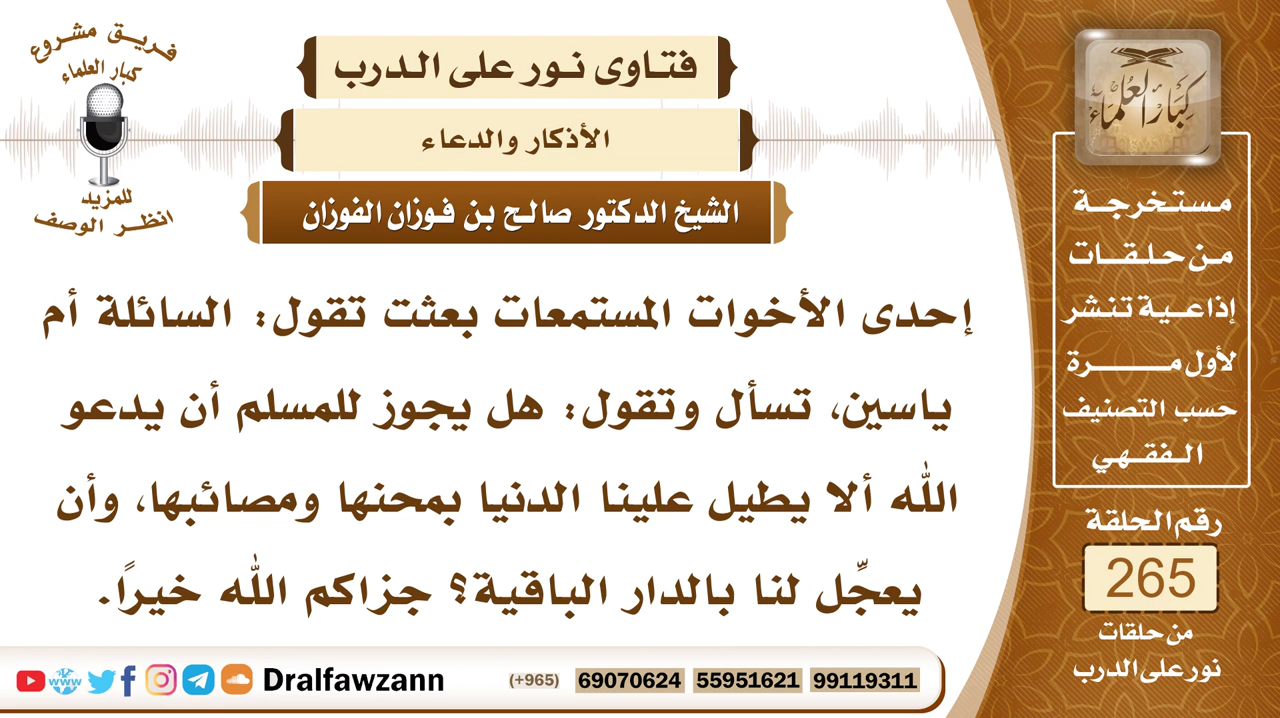 فريق مشروع
كبار العلماء
للمزيد
انظر الوصف
فتاوى نور على الدرب
الأذكار والدعاء
الشيخ الدكتور صالح بن فوزان الفوزان
إحدى الأخوات المستمعات بعثت تقول: السائلة أم
ياسين، تسأل وتقول: هل يجوز للمسلم أن يدعو
الله ألا يطيل علينا الدنيا بمحنها ومصائبها، وأن
يعجِّل لنا بالدار الباقية؟ جزاكم الله خيراً.
كبار العلماء
مستخرجة
من حلقات
إذاعية تنشر
لأول مرة
حسب التصنيف
الفقهي
رقم الحلقة
265
من حلقات
نور على الدرب
www Dralfawzann (+965) 69070624 55951621 99119311